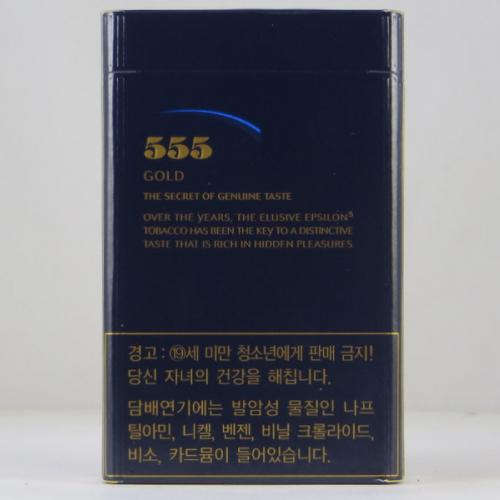 555
GOLD
THE SECRET OF GENUINE TASTE
OVER THE YEARS, THE ELUSIVE EPSILON⁵
TOBACCO HAS BEEN THE KEY TO A DISTINCTIVE
TASTE THAT IS RICH IN HIDDEN PLEASURES
경고 : ⑲세 미만 청소년에게 판매 금지!
당신 자녀의 건강을 해칩니다.
담배연기에는 발암성 물질인 나프
틸아민, 니켈, 벤젠, 비닐 크롤라이드,
비소, 카드뮴이 들어있습니다.